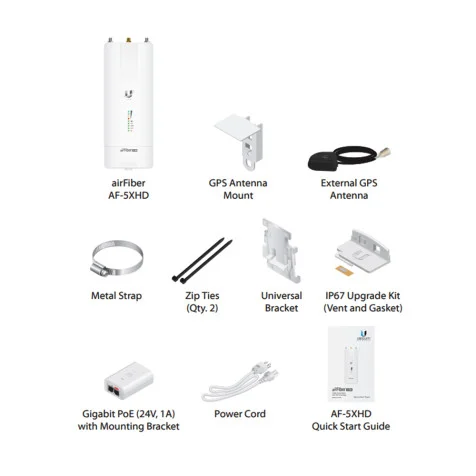 airFiber
AF-5XHD
GPS Antenna
Mount
External GPS
Antenna
Metal Strap
Zip Ties
(Qty. 2)
Universal
Bracket
IP67 Upgrade Kit
(Vent and Gasket)
Gigabit PoE (24V, 1A)
with Mounting Bracket
Power Cord
AF-5XHD
Quick Start Guide